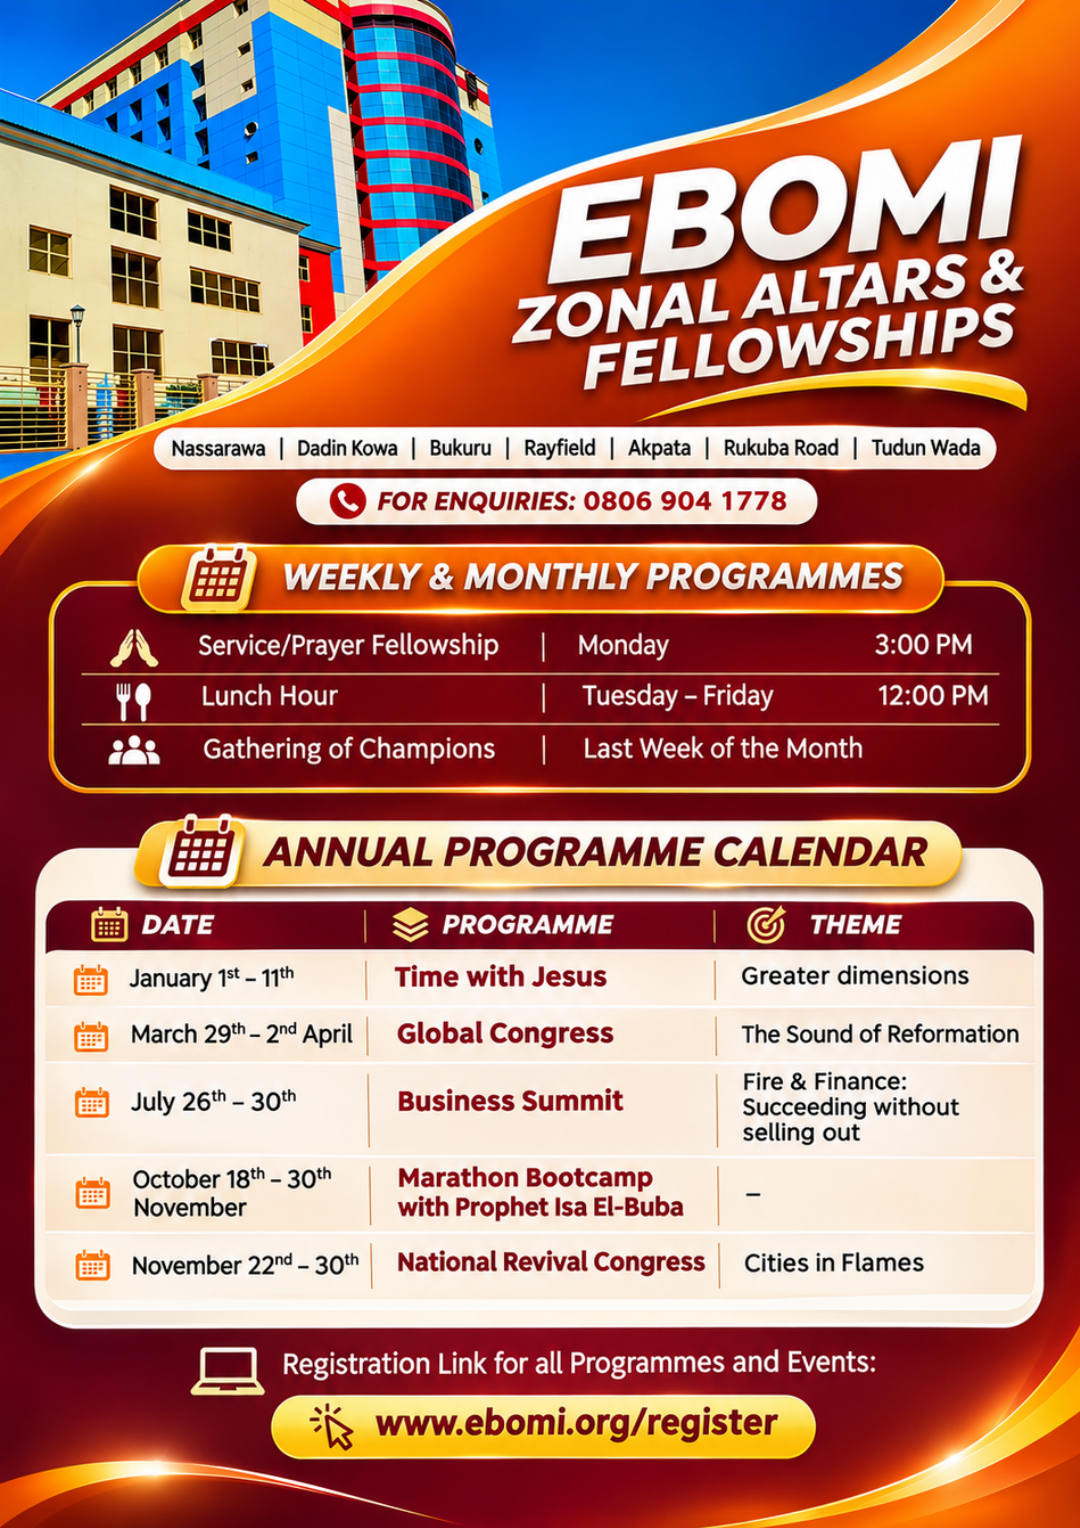 EBOMI
ZONAL ALTARS &
FELLOWSHIPS
Nassarawa | Dadin Kowa | Bukuru | Rayfield | Akpata | Rukuba Road | Tudun Wada
FOR ENQUIRIES: 0806 904 1778
WEEKLY & MONTHLY PROGRAMMES
Service/Prayer Fellowship | Monday 3:00 PM
Lunch Hour | Tuesday – Friday 12:00 PM
Gathering of Champions | Last Week of the Month
ANNUAL PROGRAMME CALENDAR
DATE | PROGRAMME | THEME
January 1st – 11th | Time with Jesus | Greater dimensions
March 29th – 2nd April | Global Congress | The Sound of Reformation
July 26th – 30th | Business Summit | Fire & Finance:
Succeeding without
selling out
October 18th – 30th
November | Marathon Bootcamp
with Prophet Isa El-Buba | –
November 22nd – 30th | National Revival Congress | Cities in Flames
Registration Link for all Programmes and Events:
www.ebomi.org/register